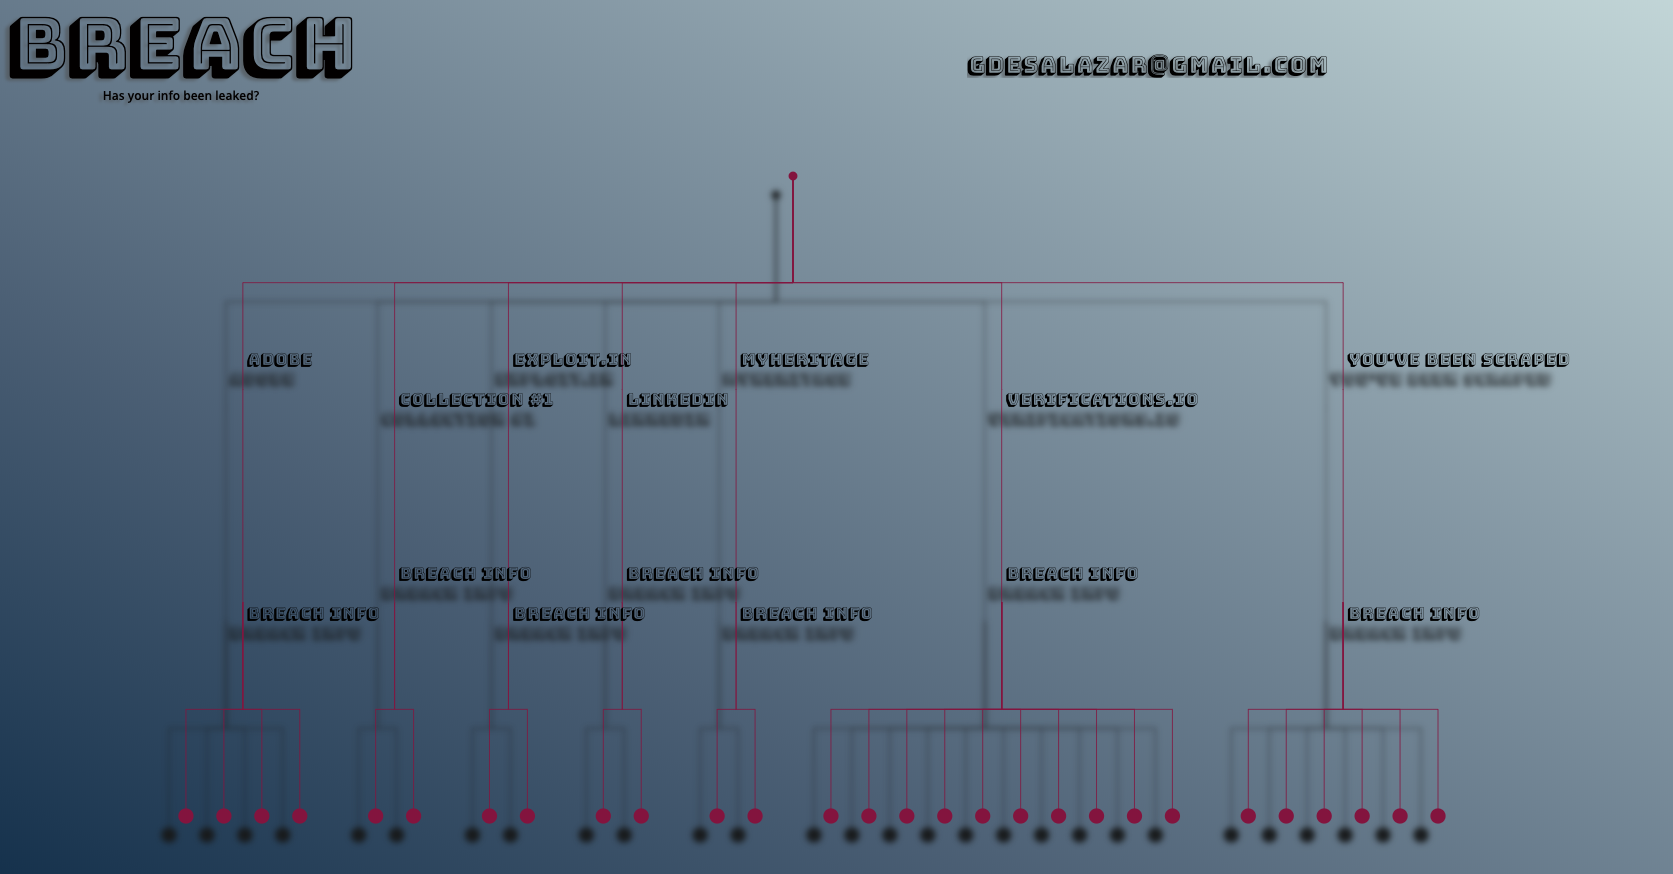 BREACH
Has your info been leaked?
GDESALAZAR@GMAIL.COM
ADOBE
EXPLOIT.IN
MYHERITAGE
YOU'VE BEEN SCRAPED
COLLECTION #1
LINKEDIN
VERIFICATIONS.IO
BREACH INFO
BREACH INFO
BREACH INFO
BREACH INFO
BREACH INFO
BREACH INFO
BREACH INFO